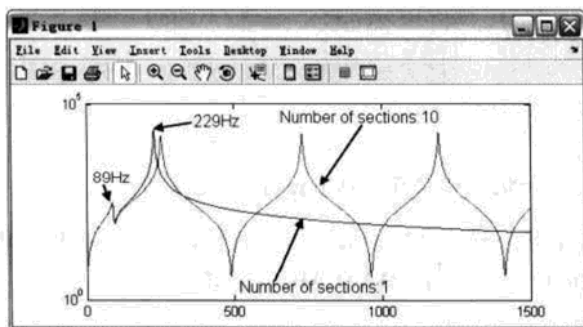 Figure 1
File Edit View Insert Tools Desktop Window Help
10^5
229Hz
Number of sections:10
89Hz
Number of sections:1
10^0
0 500 1000 1500